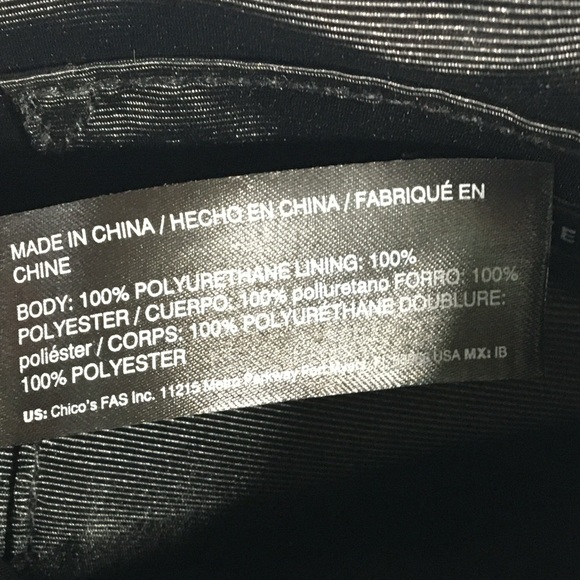 MADE IN CHINA / HECHO EN CHINA / FABRIQUÉ EN
CHINE
BODY: 100% POLYURETHANE LINING: 100%
POLYESTER / CUERPO: 100% poliuretano FORRO: 100%
poliéster / CORPS: 100% POLYURETHANE DOUBLURE:
100% POLYESTER
US: Chico's FAS Inc. 11215 Metro Parkway Fort Myers, FL USA MX: IB
E